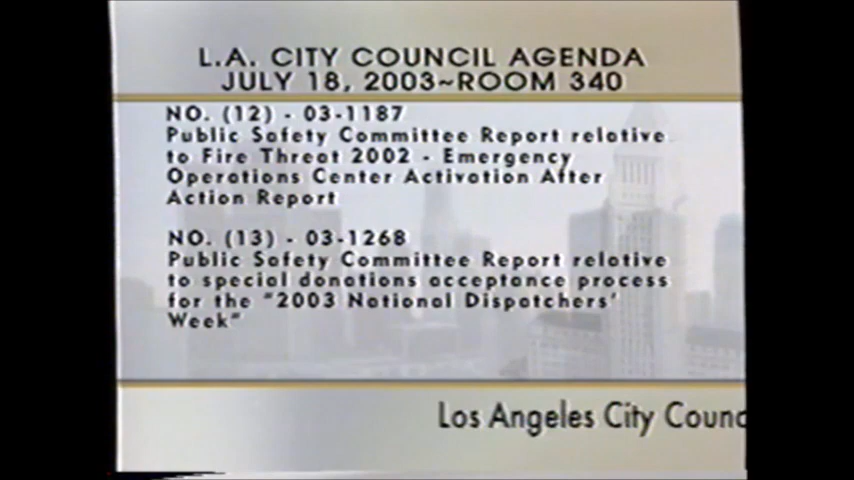 L.A. CITY COUNCIL AGENDA
JULY 18, 2003~ROOM 340
NO. (12) - 03-1187
Public Safety Committee Report relative
to Fire Threat 2002 - Emergency
Operations Center Activation After
Action Report
NO. (13) - 03-1268
Public Safety Committee Report relative
to special donations acceptance process
for the "2003 National Dispatchers'
Week"
Los Angeles City Counc